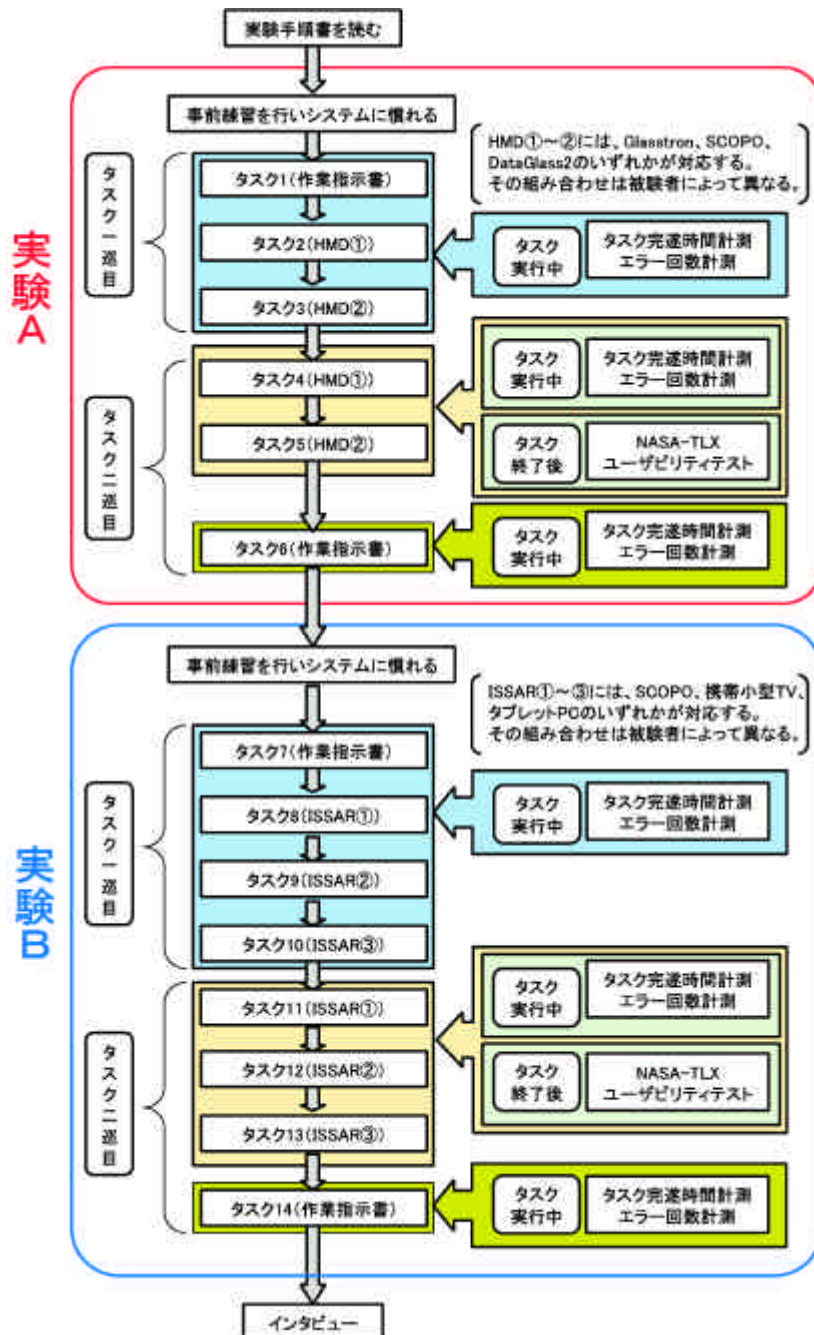 実験手順書を読む
実験A
事前練習を行いシステムに慣れる
HMD①~②には、Glasstron、SCOPO、
DataGlass2のいずれかが対応する。
その組み合わせは被験者によって異なる。
タスク一巡目
タスク1(作業指示書)
タスク2(HMD①)
タスク3(HMD②)
タスク
実行中
タスク完遂時間計測
エラー回数計測
タスク二巡目
タスク4(HMD①)
タスク5(HMD②)
タスク
実行中
タスク完遂時間計測
エラー回数計測
タスク
終了後
NASA-TLX
ユーザビリティテスト
タスク6(作業指示書)
タスク
実行中
タスク完遂時間計測
エラー回数計測
実験B
事前練習を行いシステムに慣れる
ISSAR①~③には、SCOPO、携帯小型TV、
タブレットPCのいずれかが対応する。
その組み合わせは被験者によって異なる。
タスク一巡目
タスク7(作業指示書)
タスク8(ISSAR①)
タスク9(ISSAR②)
タスク10(ISSAR③)
タスク
実行中
タスク完遂時間計測
エラー回数計測
タスク二巡目
タスク11(ISSAR①)
タスク12(ISSAR②)
タスク13(ISSAR③)
タスク
実行中
タスク完遂時間計測
エラー回数計測
タスク
終了後
NASA-TLX
ユーザビリティテスト
タスク14(作業指示書)
タスク
実行中
タスク完遂時間計測
エラー回数計測
インタビュー